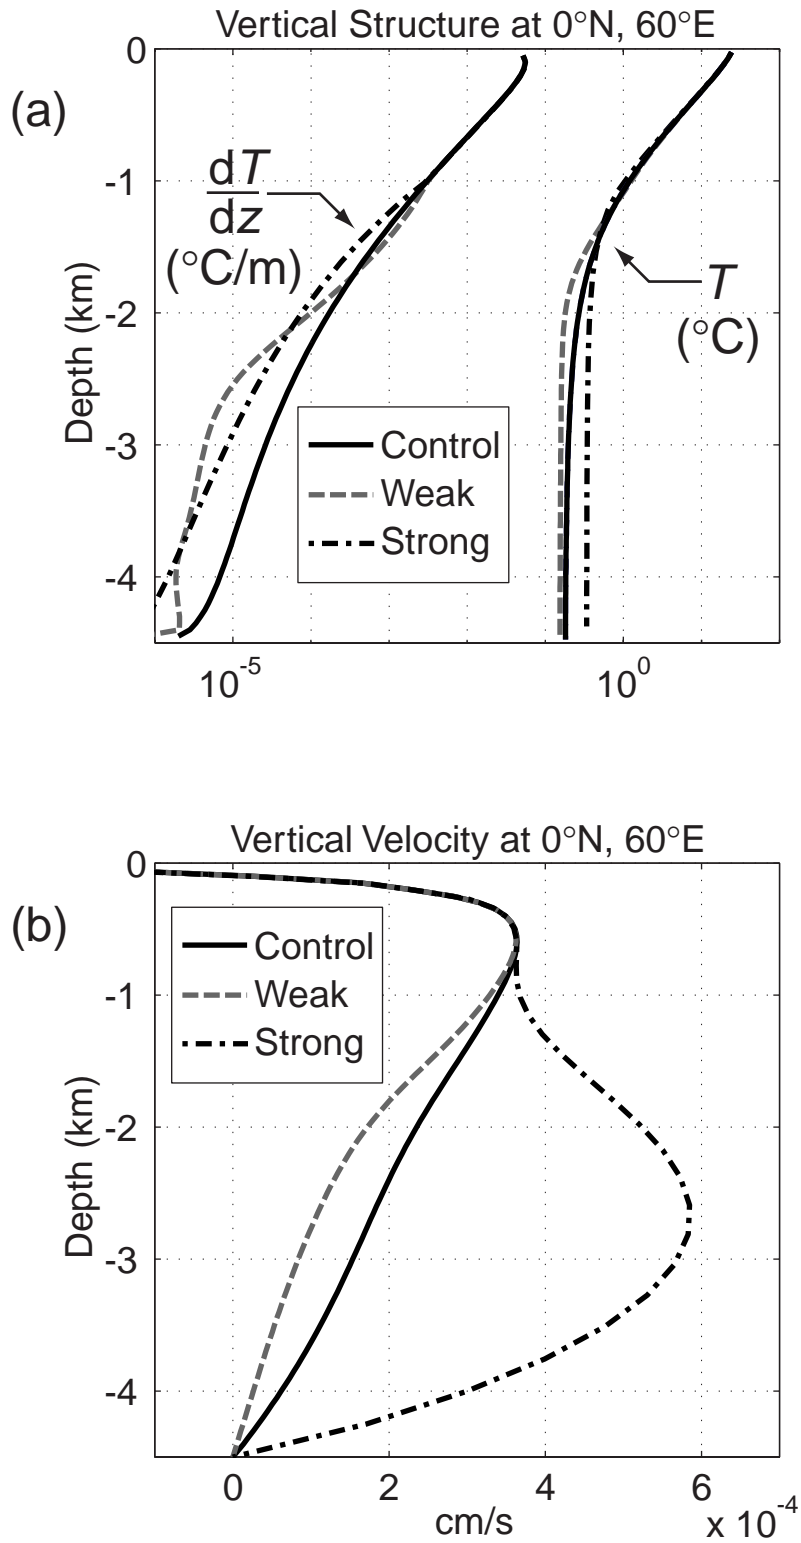 Vertical Structure at 0°N, 60°E
(a)
0
-1
-2
-3
-4
Depth (km)
dT
dz
(°C/m)
T
(°C)
Control
Weak
Strong
10^-5
10^0
Vertical Velocity at 0°N, 60°E
(b)
0
-1
-2
-3
-4
Depth (km)
Control
Weak
Strong
0 2 4 6
cm/s
x 10^-4